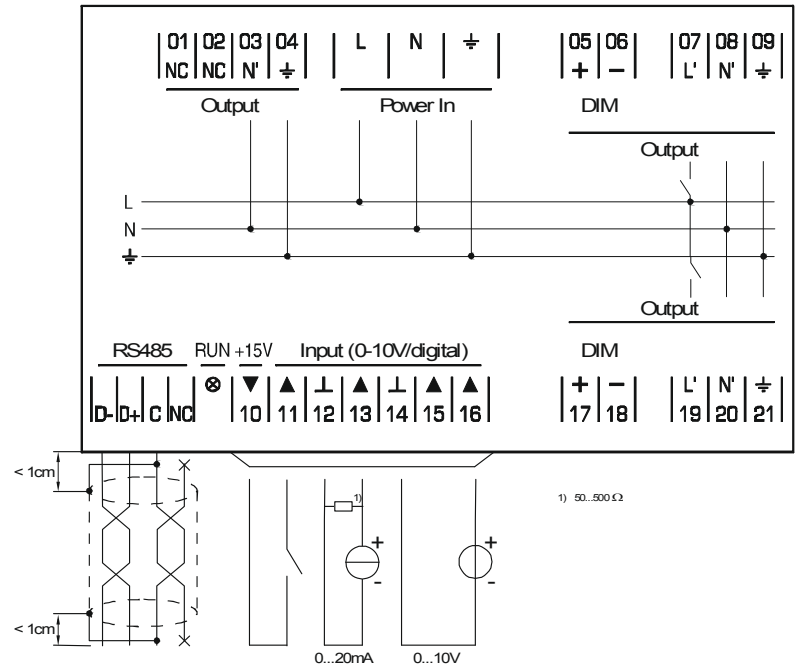 01 02 03 04 L N ⏚ 05 06 07 08 09
NC NC N' ⏚ + − L' N' ⏚
Output Power In DIM
Output
L
N
⏚
Output
RS485 RUN +15V Input (0-10V/digital) DIM
⊗ ▼ ▲ ⊥ ▲ ⊥ ▲ ▲ + − L' N' ⏚
D- D+ C NC 10 11 12 13 14 15 16 17 18 19 20 21
< 1cm
1)
1) 50...500 Ω
+
-
+
-
< 1cm
0...20mA 0...10V